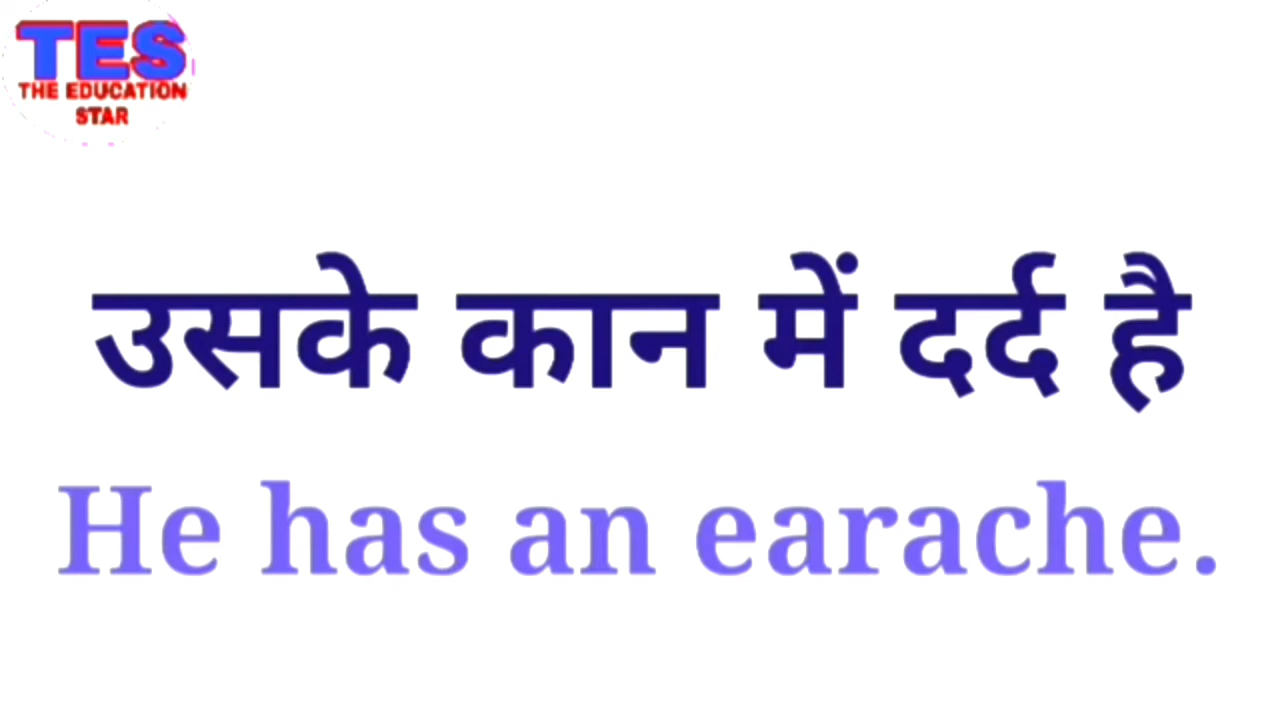 TES
THE EDUCATION
STAR
उसके कान में दर्द है
He has an earache.